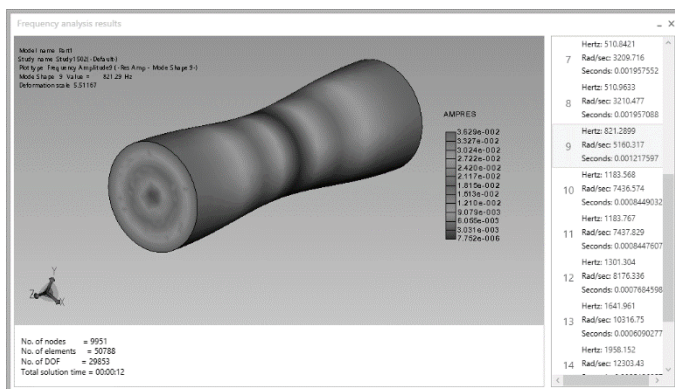 Frequency analysis results
Model name: Part1
Study name: Study1502(-Default-)
Plot type: Frequency Amplitude9 (-Res Amp - Mode Shape 9-)
Mode Shape : 9 Value = 821.29 Hz
Deformation scale: 5.51167
AMPRES
3.629e-002
3.327e-002
3.024e-002
2.722e-002
2.420e-002
2.117e-002
1.815e-002
1.513e-002
1.210e-002
9.079e-003
6.055e-003
3.031e-003
7.752e-006
Y
Z
X
No. of nodes = 9951
No. of elements = 50788
No. of DOF = 29853
Total solution time = 00:00:12
Hertz: 510.8421
7 Rad/sec: 3209.716
Seconds: 0.001957552
Hertz: 510.9633
8 Rad/sec: 3210.477
Seconds: 0.001957088
Hertz: 821.2899
9 Rad/sec: 5160.317
Seconds: 0.001217597
Hertz: 1183.568
10 Rad/sec: 7436.574
Seconds: 0.0008449032
Hertz: 1183.767
11 Rad/sec: 7437.829
Seconds: 0.0008447607
Hertz: 1301.304
12 Rad/sec: 8176.336
Seconds: 0.0007684598
Hertz: 1641.961
13 Rad/sec: 10316.75
Seconds: 0.0006090277
Hertz: 1958.152
14 Rad/sec: 12303.43